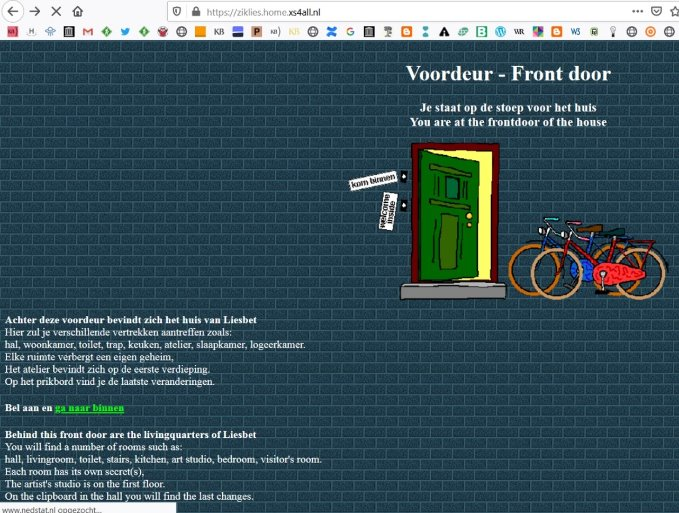 https://ziklies.home.xs4all.nl
Voordeur - Front door
Je staat op de stoep voor het huis
You are at the frontdoor of the house
kom binnen
welcome
inside
Achter deze voordeur bevindt zich het huis van Liesbet
Hier zul je verschillende vertrekken aantreffen zoals:
hal, woonkamer, toilet, trap, keuken, atelier, slaapkamer, logeerkamer.
Elke ruimte verbergt een eigen geheim,
Het atelier bevindt zich op de eerste verdieping.
Op het prikbord vind je de laatste veranderingen.
Bel aan en ga naar binnen
Behind this front door are the livingquarters of Liesbet
You will find a number of rooms such as:
hall, livingroom, toilet, stairs, kitchen, art studio, bedroom, visitor's room.
Each room has its own secret(s),
The artist's studio is on the first floor.
On the clipboard in the hall you will find the last changes.
www.nedstat.nl opgezocht...